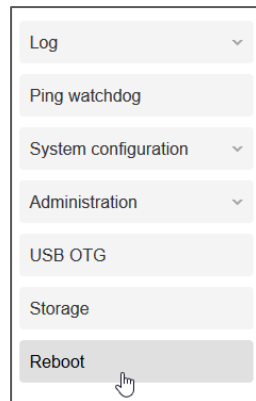 Log
Ping watchdog
System configuration
Administration
USB OTG
Storage
Reboot